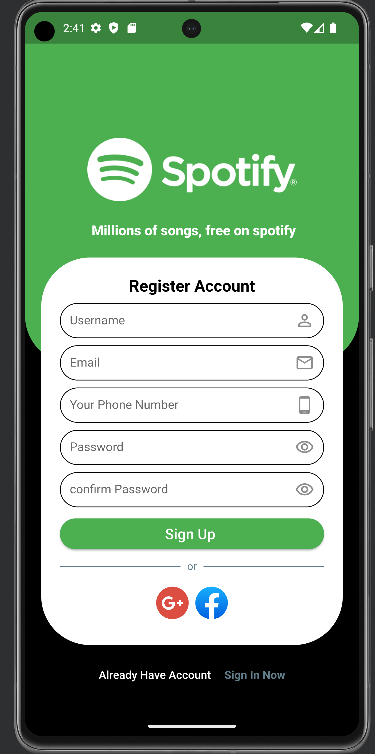 2:41
Spotify®
Millions of songs, free on spotify
Register Account
Username
Email
Your Phone Number
Password
confirm Password
Sign Up
or
G+ f
Already Have Account Sign In Now